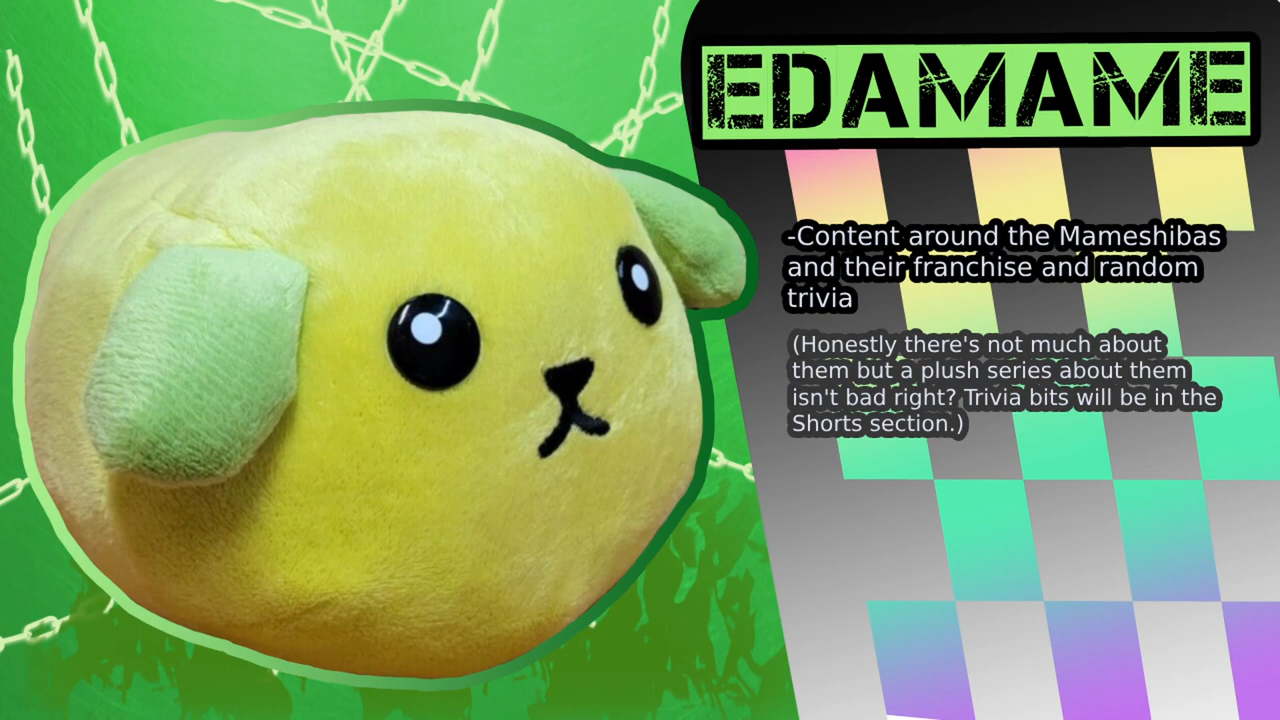 EDAMAME
-Content around the Mameshibas
and their franchise and random
trivia
(Honestly there's not much about
them but a plush series about them
isn't bad right? Trivia bits will be in the
Shorts section.)